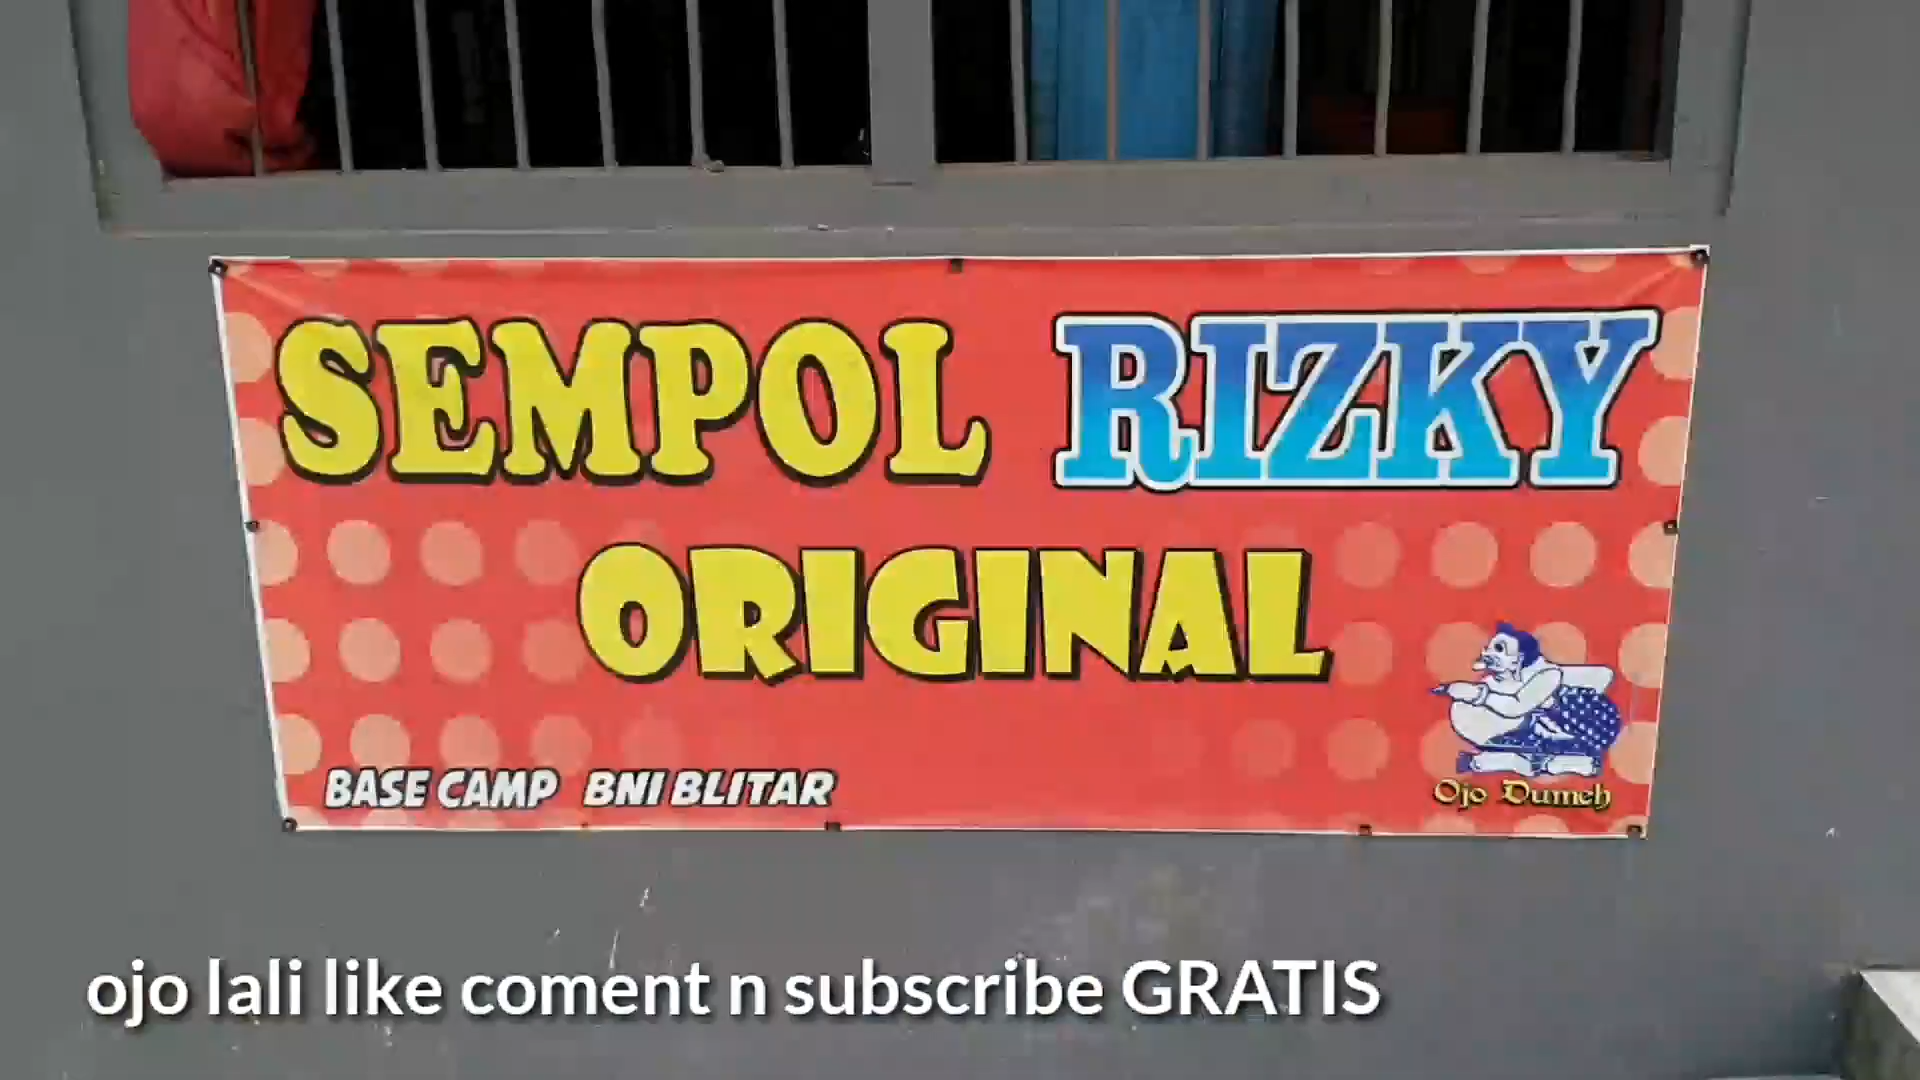 SEMPOL RIZKY
ORIGINAL
BASE CAMP BNI BLITAR
Ojo Dumeh
ojo lali like coment n subscribe GRATIS